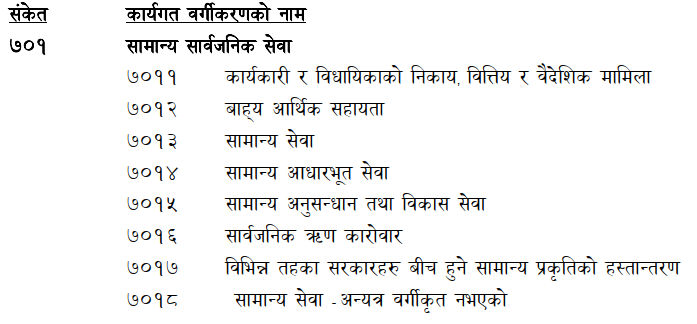 संकेत कार्यगत वर्गीकरणको नाम
७०१ सामान्य सार्वजनिक सेवा
७०११ कार्यकारी र विधायिकाको निकाय, वित्तिय र वैदेशिक मामिला
७०१२ बाह्य आर्थिक सहायता
७०१३ सामान्य सेवा
७०१४ सामान्य आधारभूत सेवा
७०१५ सामान्य अनुसन्धान तथा विकास सेवा
७०१६ सार्वजनिक ऋण कारोवार
७०१७ विभिन्न तहका सरकारहरु बीच हुने सामान्य प्रकृतिको हस्तान्तरण
७०१८ सामान्य सेवा - अन्यत्र वर्गीकृत नभएको